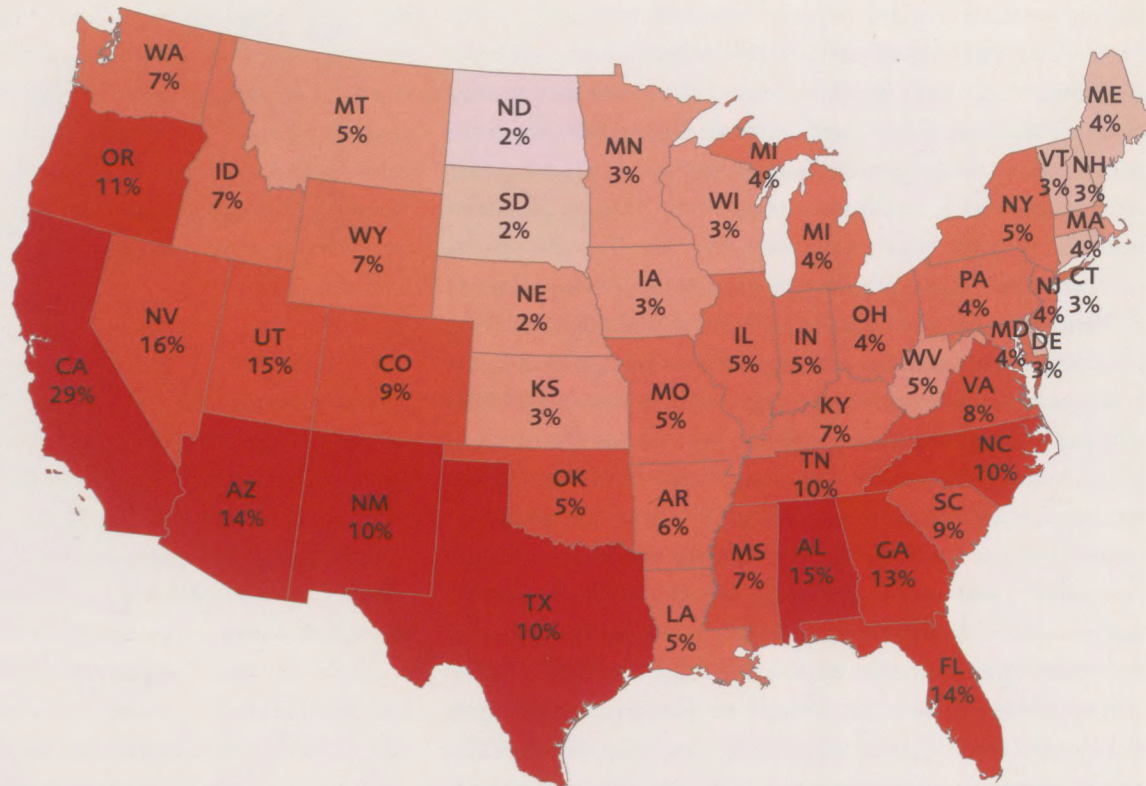 WA
7%
MT
5%
ND
2%
MN
3%
OR
11%
ID
7%
WY
7%
SD
2%
WI
3%
MI
4%
MI
4%
NY
5%
VT
3%
NH
3%
ME
4%
MA
4%
CT
3%
NV
16%
UT
15%
CO
9%
NE
2%
IA
3%
IL
5%
IN
5%
OH
4%
PA
4%
NJ
4%
MD
4%
DE
3%
CA
29%
KS
3%
MO
5%
KY
7%
WV
5%
VA
8%
AZ
14%
NM
10%
OK
5%
AR
6%
TN
10%
NC
10%
SC
9%
TX
10%
LA
5%
MS
7%
AL
15%
GA
13%
FL
14%